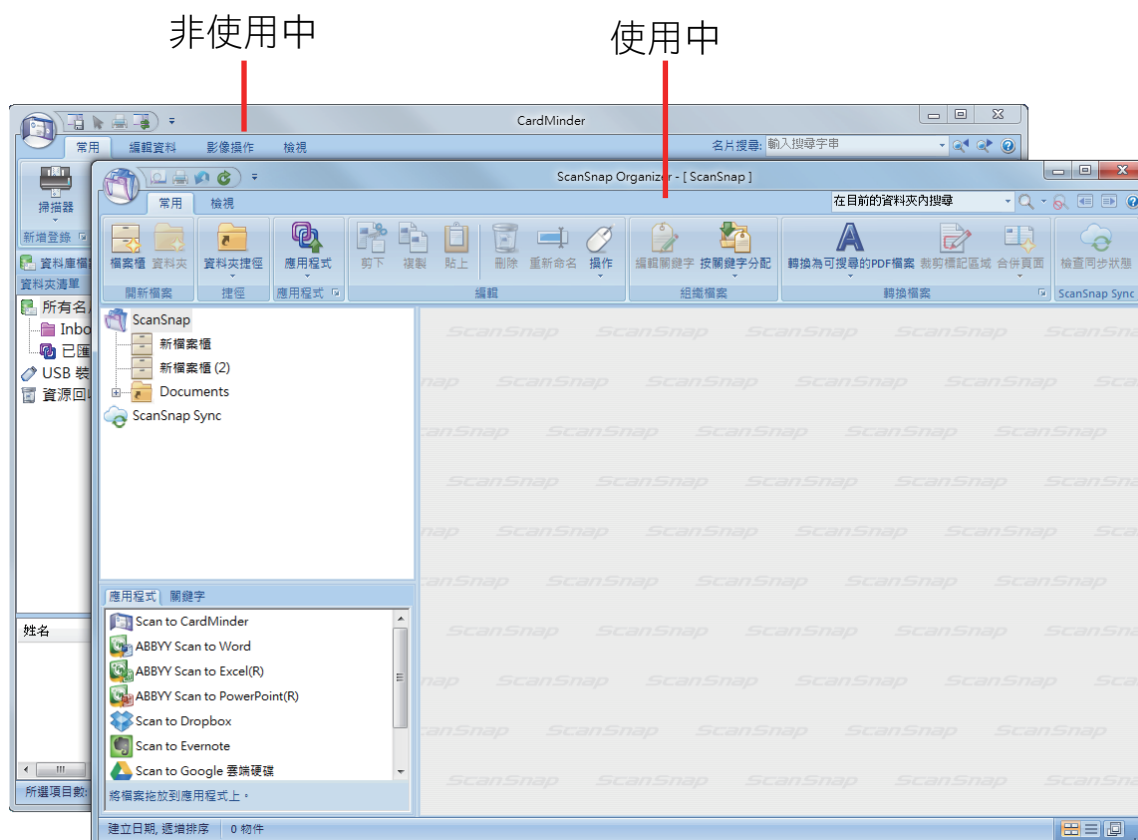 非使用中
使用中
CardMinder
常用 編輯資料 影像操作 檢視
名片搜尋: 輸入搜尋字串
掃描器
新增登錄
資料庫檔
資料夾清單
所有名
Inbo
已匯
USB 裝
資源回收
姓名
所選項目數:
ScanSnap Organizer - [ ScanSnap ]
常用 檢視
在目前的資料夾內搜尋
檔案櫃 資料夾 資料夾捷徑 應用程式 剪下 複製 貼上 刪除 重新命名 操作 編輯關鍵字 按關鍵字分配 轉換為可搜尋的PDF檔案 裁剪標記區域 合併頁面 檢查同步狀態
開新檔案 捷徑 應用程式 編輯 組織檔案 轉換檔案 ScanSnap Sync
ScanSnap
新檔案櫃
新檔案櫃 (2)
Documents
ScanSnap Sync
應用程式 關鍵字
Scan to CardMinder
ABBYY Scan to Word
ABBYY Scan to Excel(R)
ABBYY Scan to PowerPoint(R)
Scan to Dropbox
Scan to Evernote
Scan to Google 雲端硬碟
將檔案拖放到應用程式上。
建立日期, 遞增排序 0 物件